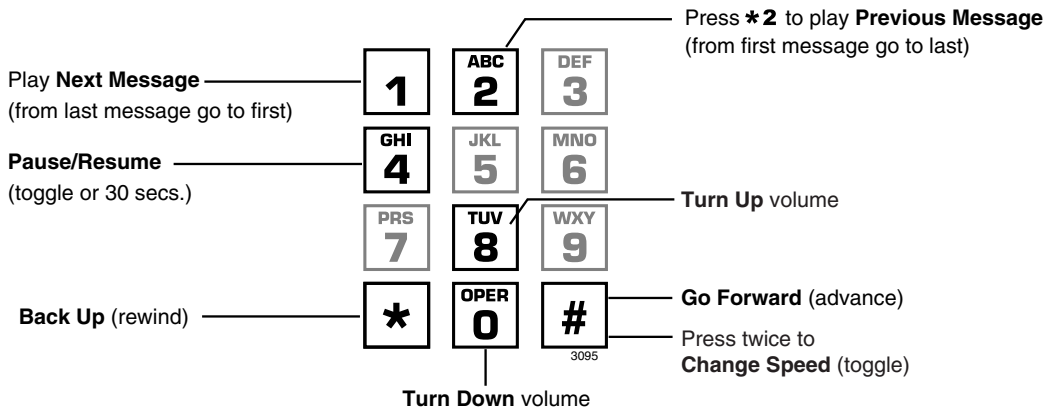 Press *2 to play Previous Message
(from first message go to last)
Play Next Message
(from last message go to first)
1
ABC
2
DEF
3
Pause/Resume
(toggle or 30 secs.)
GHI
4
JKL
5
MNO
6
Turn Up volume
PRS
7
TUV
8
WXY
9
Back Up (rewind)
*
OPER
0
#
3095
Go Forward (advance)
Press twice to
Change Speed (toggle)
Turn Down volume